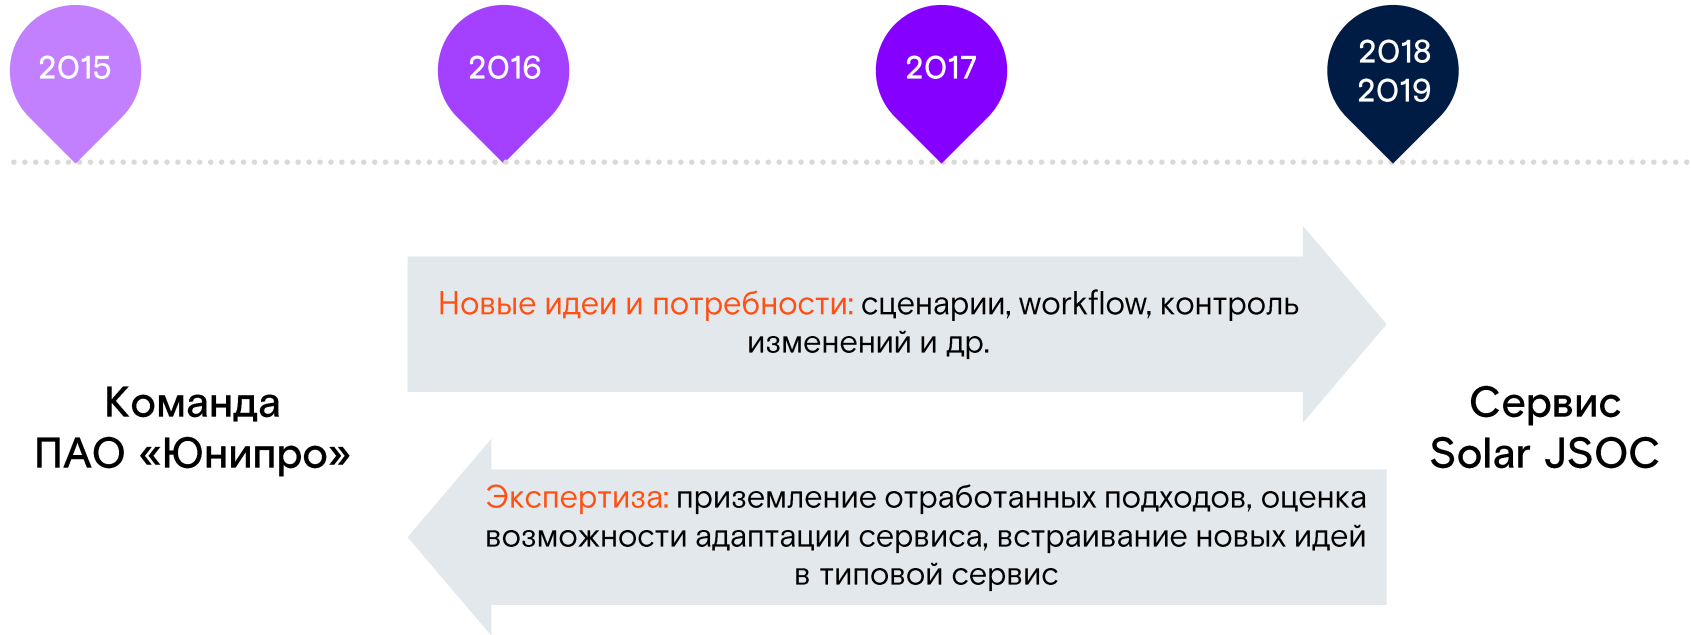 2015
2016
2017
2018
2019
Новые идеи и потребности: сценарии, workflow, контроль
изменений и др.
Команда
ПАО «Юнипро»
Сервис
Solar JSOC
Экспертиза: приземление отработанных подходов, оценка
возможности адаптации сервиса, встраивание новых идей
в типовой сервис